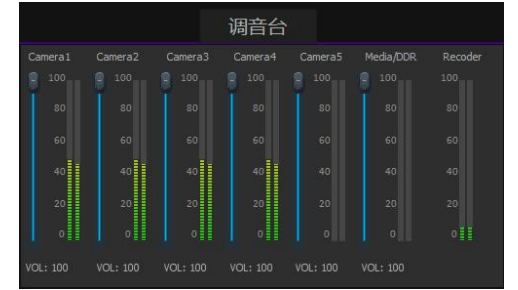 调音台
Camera1 Camera2 Camera3 Camera4 Camera5 Media/DDR Recoder
100 100 100 100 100 100 100
80 80 80 80 80 80 80
60 60 60 60 60 60 60
40 40 40 40 40 40 40
20 20 20 20 20 20 20
0 0 0 0 0 0 0
VOL: 100 VOL: 100 VOL: 100 VOL: 100 VOL: 100 VOL: 100